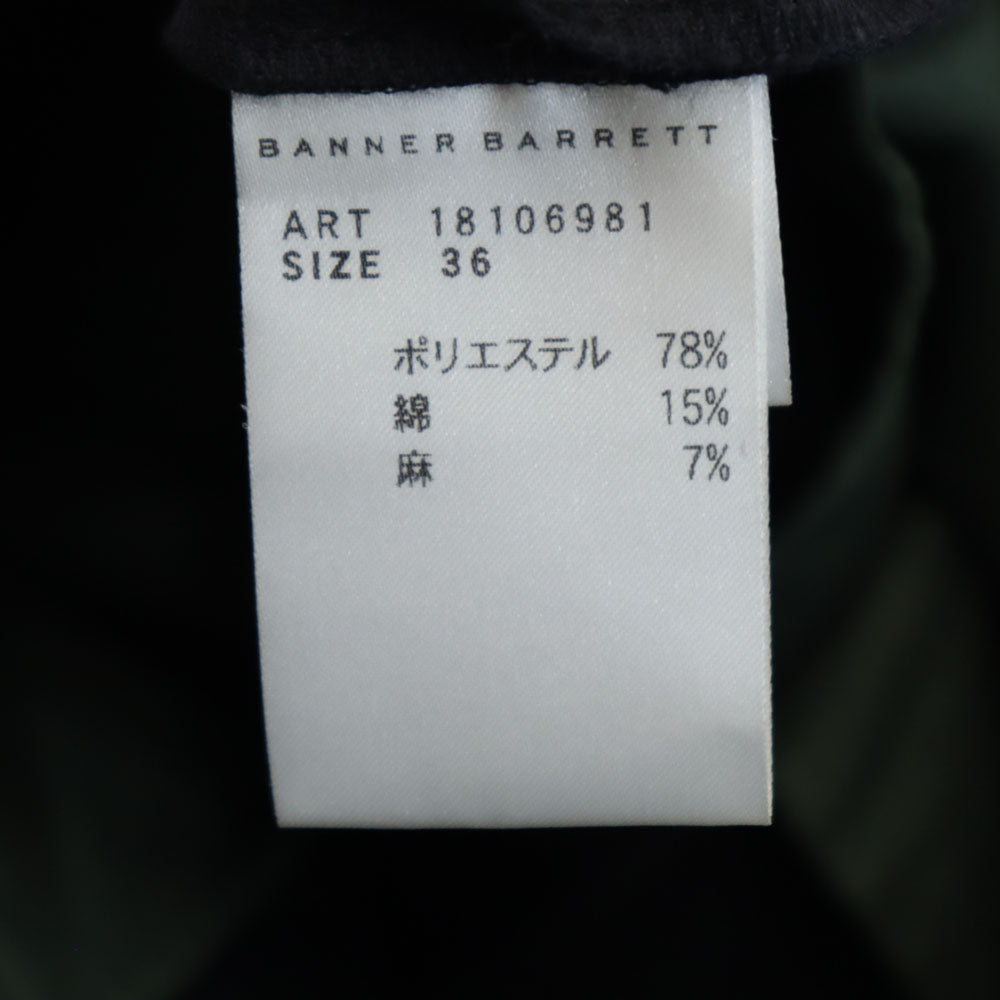 BANNER BARRETT
ART 18106981
SIZE 36
ポリエステル 78%
綿 15%
麻 7%